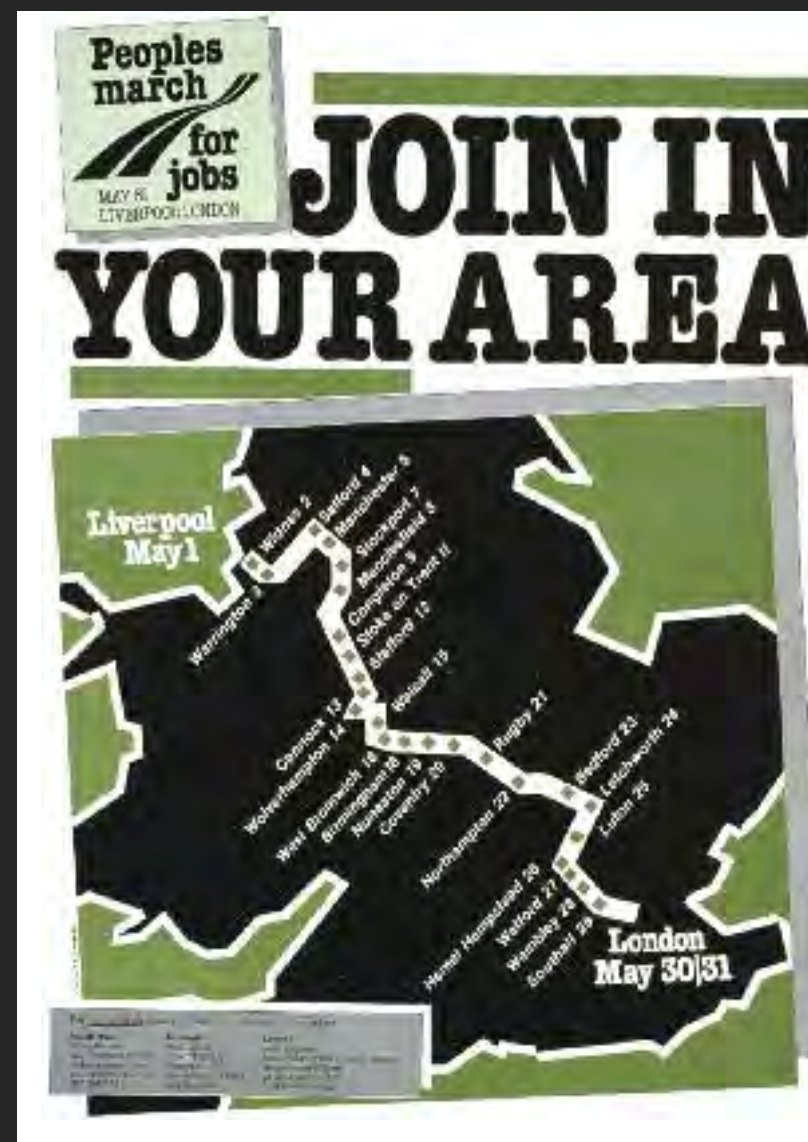 Peoples
march
for
jobs
MAY 81
LIVERPOOL LONDON
JOIN IN
YOUR AREA
Liverpool
May 1
Widnes 2
Warrington 3
Salford 4
Manchester 5
Stockport 7
Macclesfield 8
Congleton 9
Stoke on Trent 11
Stafford 12
Cannock 13
Wolverhampton 14
Walsall 15
West Bromwich 16
Birmingham
Nuneaton 19
Coventry 20
Rugby 21
Northampton 22
Bedford 23
Letchworth 24
Luton 25
Hemel Hempstead 26
Watford 27
Wembley 28
Southall 29
London
May 30|31